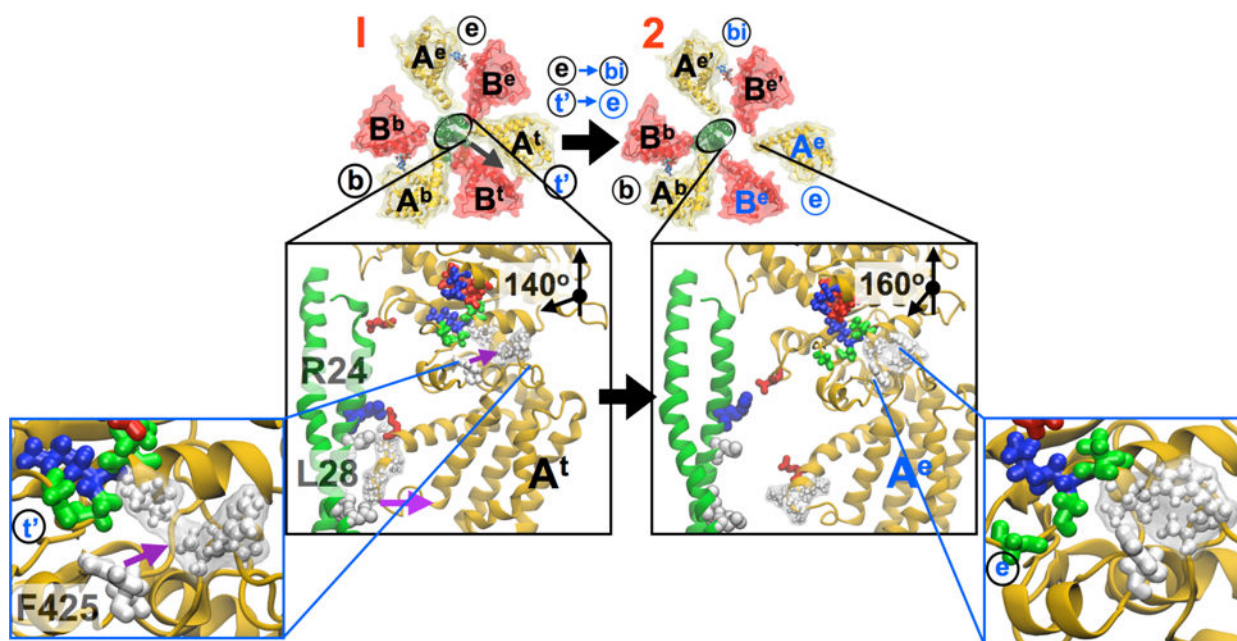 1
2
e
bi
Aᵉ
Bᵉ
e → bi
t' → e
Aᵉ'
Bᵉ'
Bᵇ
Aᵗ
Bᵇ
Aᵉ
b
Aᵇ
Bᵗ
t'
b
Aᵇ
Bᵉ
e
140°
R24
L28
Aᵗ
160°
Aᵉ
t'
F425
e